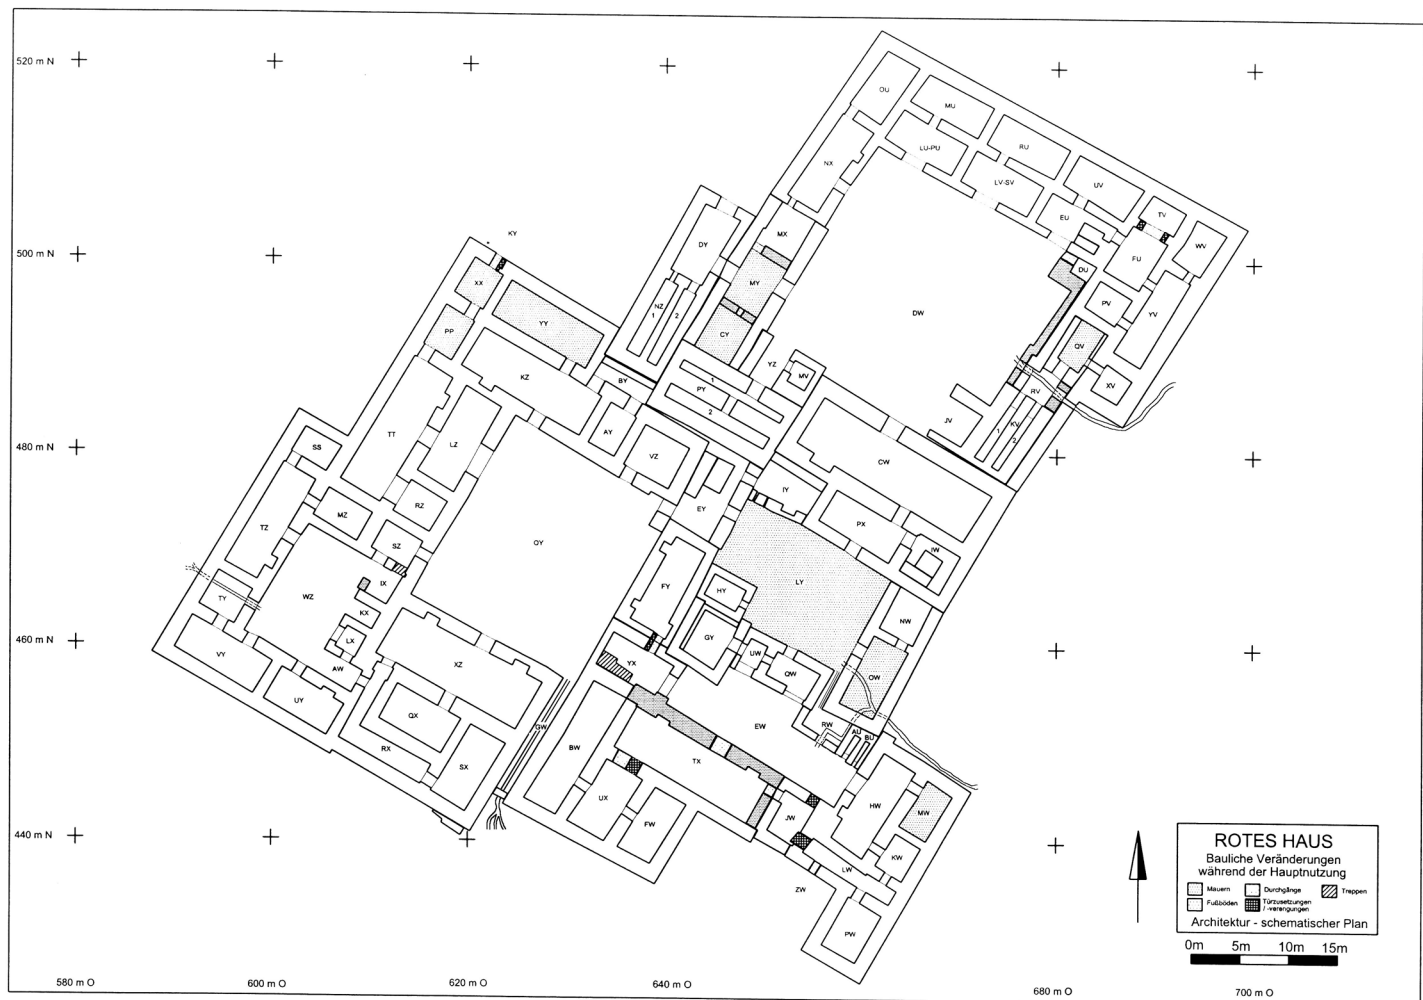 520 m N
OU
MU
LU-PU
RU
NX
LV-SV
UV
TV
EU
WV
KY
MX
DY
500 m N
FU
DU
XX
MY
PV
NZ
1
2
YV
DW
YY
PP
CY
QV
YZ
KZ
BY
MV
1
PY
2
RV
XV
JV
KV
1
2
AY
TT
LZ
480 m N
SS
VZ
CW
IY
RZ
EY
MZ
PX
TZ
SZ
QY
IW
LY
IX
FY
HY
TY
WZ
KX
NW
460 m N
LX
GY
VY
AW
XZ
YX
UW
QW
OW
UY
QX
GW
EW
RW
AU
BU
RX
BW
SX
TX
UX
HW
MW
JW
FW
440 m N
KW
LW
ZW
PW
ROTES HAUS
Bauliche Veränderungen
während der Hauptnutzung
Mauern
Durchgänge
Treppen
Fußböden
Türzusetzungen
/ -verengungen
Architektur - schematischer Plan
0m 5m 10m 15m
580 m O 600 m O 620 m O 640 m O 680 m O 700 m O